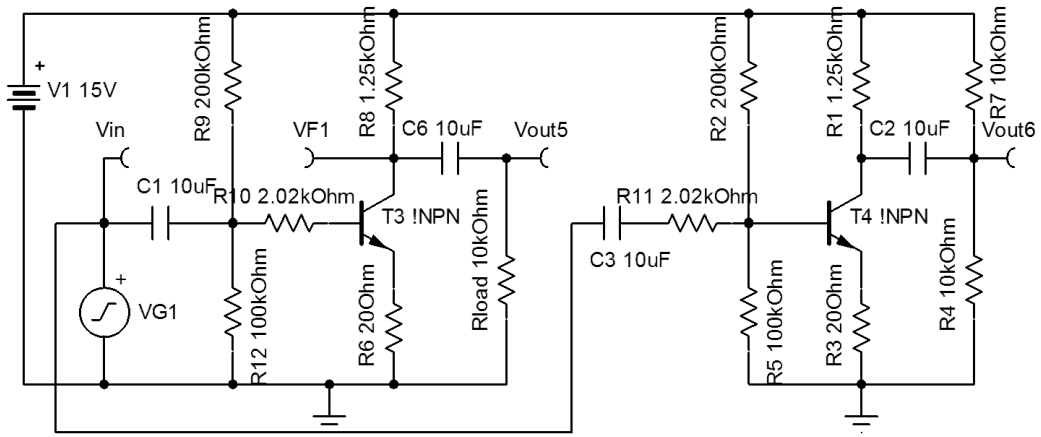 V1 15V
Vin
C1 10uF
VG1
R9 200kOhm
R12 100kOhm
R10 2.02kOhm
VF1
R8 1.25kOhm
C6 10uF
Vout5
T3 !NPN
R6 20Ohm
Rload 10kOhm
C3 10uF
R11 2.02kOhm
R2 200kOhm
R5 100kOhm
R1 1.25kOhm
C2 10uF
T4 !NPN
R3 20Ohm
R7 10kOhm
Vout6
R4 10kOhm
+
+